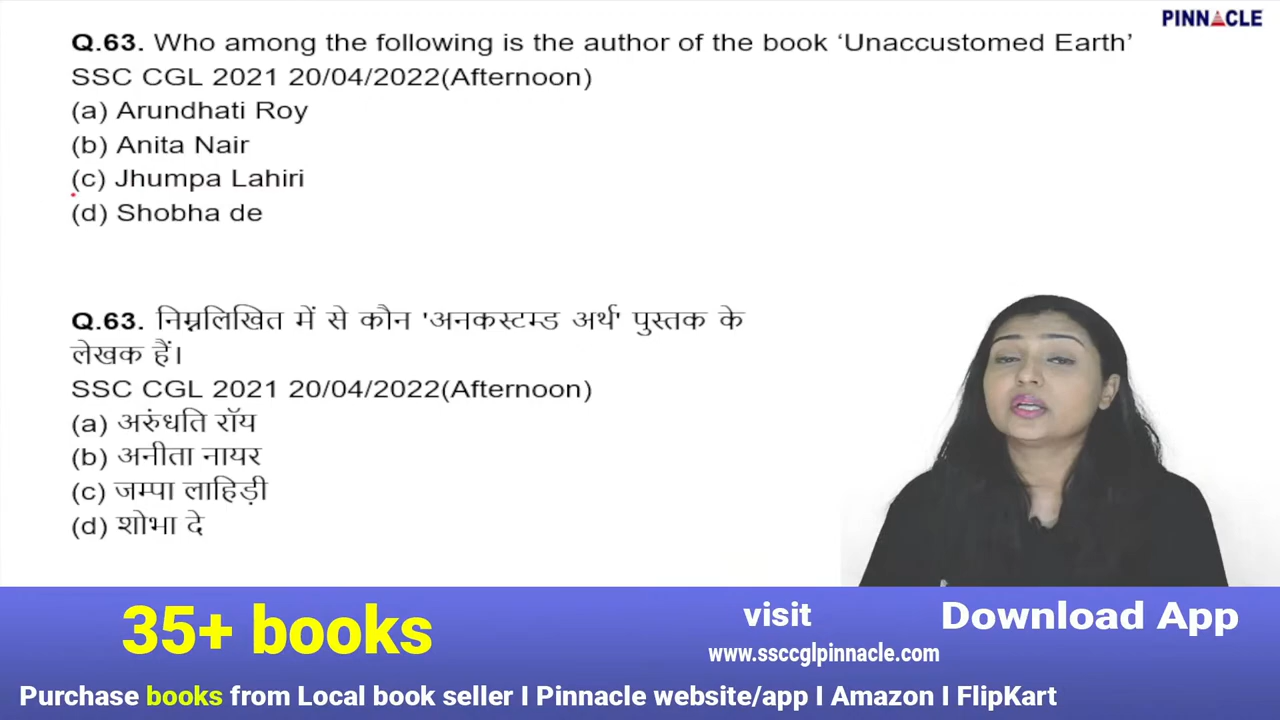 PINNACLE
Q.63. Who among the following is the author of the book ‘Unaccustomed Earth’
SSC CGL 2021 20/04/2022(Afternoon)
(a) Arundhati Roy
(b) Anita Nair
(c) Jhumpa Lahiri
(d) Shobha de
Q.63. निम्नलिखित में से कौन 'अनकस्टम्ड अर्थ' पुस्तक के
लेखक हैं।
SSC CGL 2021 20/04/2022(Afternoon)
(a) अरुंधति रॉय
(b) अनीता नायर
(c) जम्पा लाहिड़ी
(d) शोभा दे
35+ books
visit
www.ssccglpinnacle.com
Download App
Purchase books from Local book seller I Pinnacle website/app I Amazon I FlipKart